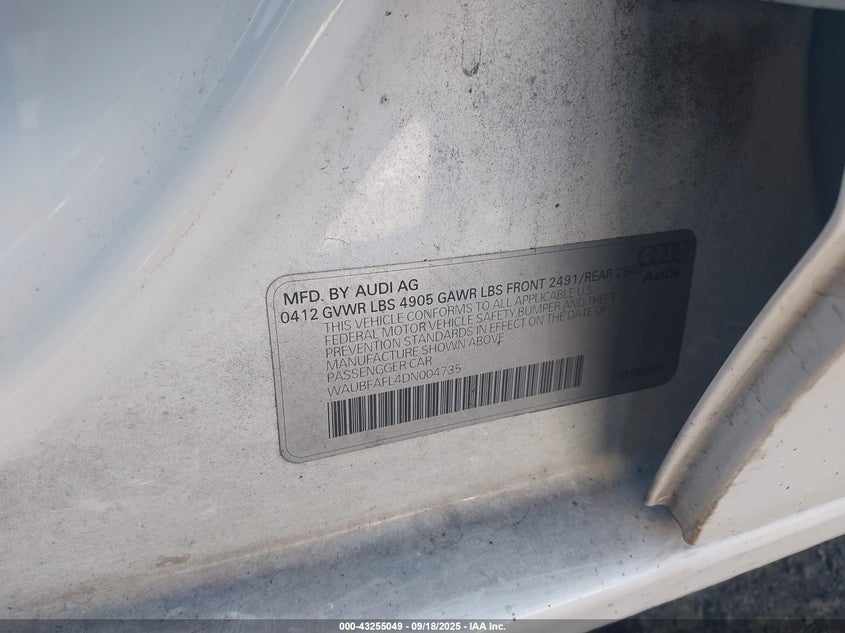 MFD. BY AUDI AG
0412 GVWR LBS 4905 GAWR LBS FRONT 2491/REAR 2546
THIS VEHICLE CONFORMS TO ALL APPLICABLE U.S.
FEDERAL MOTOR VEHICLE SAFETY,BUMPER AND THEFT
PREVENTION STANDARDS IN EFFECT ON THE DATE OF
MANUFACTURE SHOWN ABOVE.
PASSENGGER CAR
WAUBFAFL4DN004735
Audi
000-43255049 - 09/18/2025 - IAA Inc.